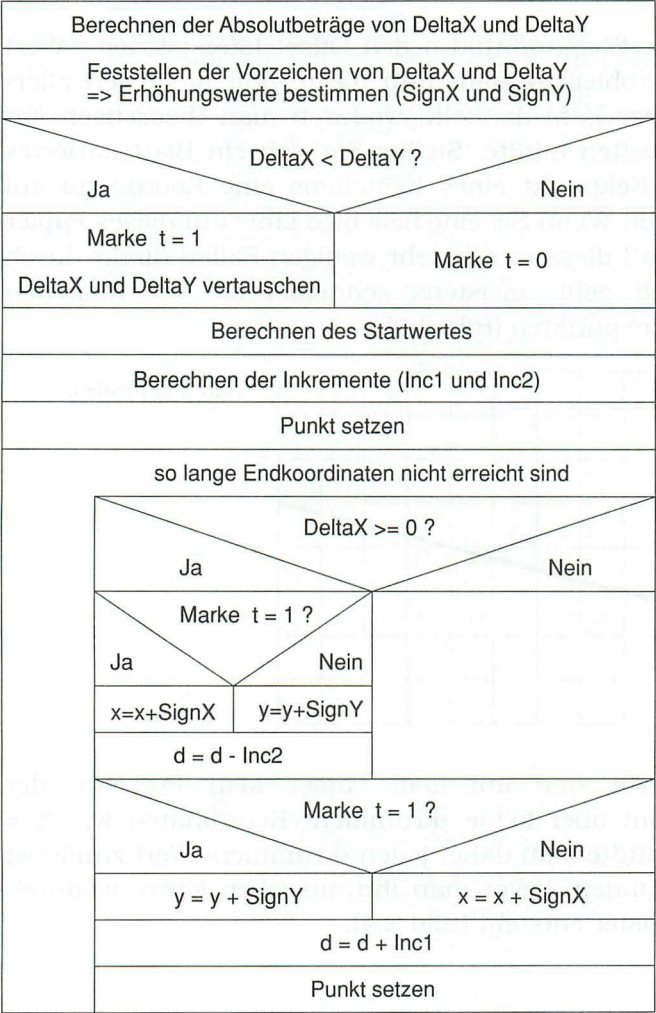 Berechnen der Absolutbeträge von DeltaX und DeltaY
Feststellen der Vorzeichen von DeltaX und DeltaY
=> Erhöhungswerte bestimmen (SignX und SignY)
DeltaX < DeltaY ?
Ja
Nein
Marke t = 1
DeltaX und DeltaY vertauschen
Marke t = 0
Berechnen des Startwertes
Berechnen der Inkremente (Inc1 und Inc2)
Punkt setzen
so lange Endkoordinaten nicht erreicht sind
DeltaX >= 0 ?
Ja
Nein
Marke t = 1 ?
Ja
Nein
x=x+SignX
y=y+SignY
d = d - Inc2
Marke t = 1 ?
Ja
Nein
y = y + SignY
x = x + SignX
d = d + Inc1
Punkt setzen